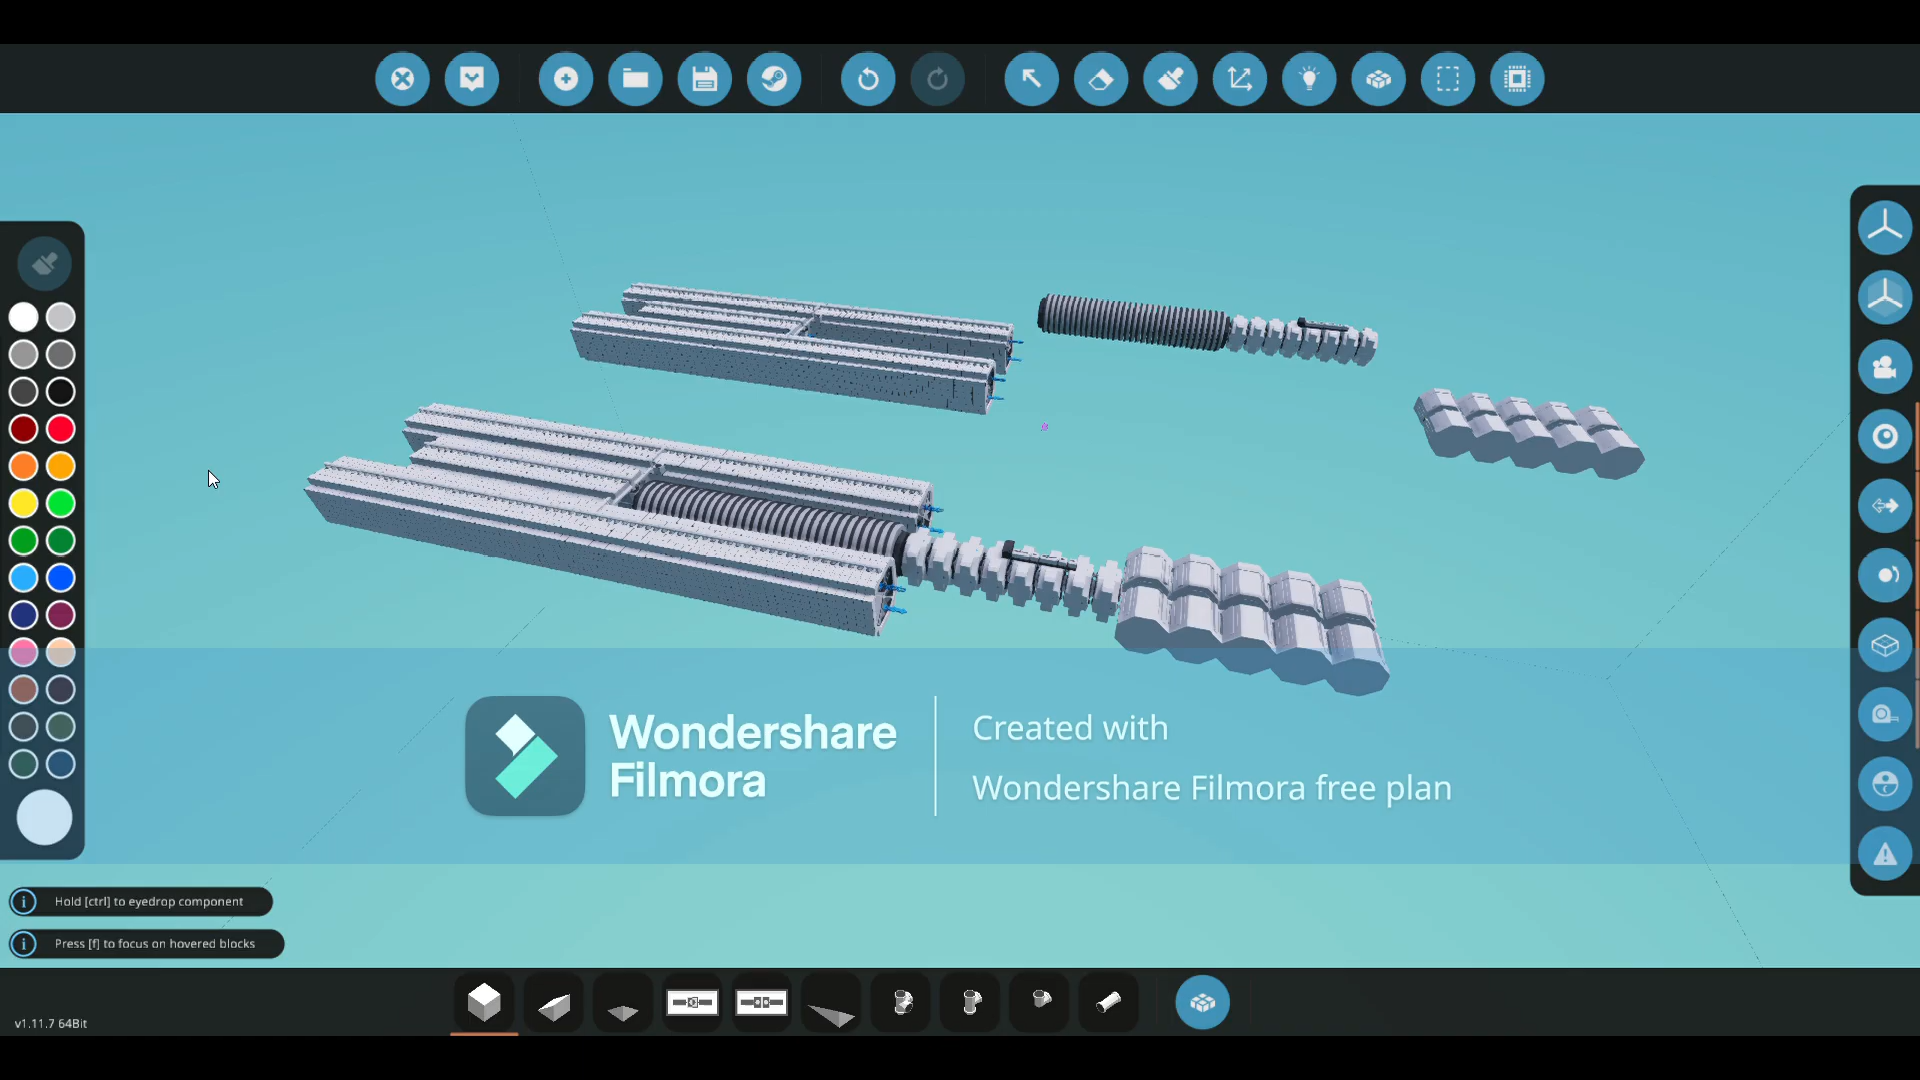 Wondershare
Filmora
Created with
Wondershare Filmora free plan
Hold [ctrl] to eyedrop component
Press [f] to focus on hovered blocks
v1.11.7 64Bit